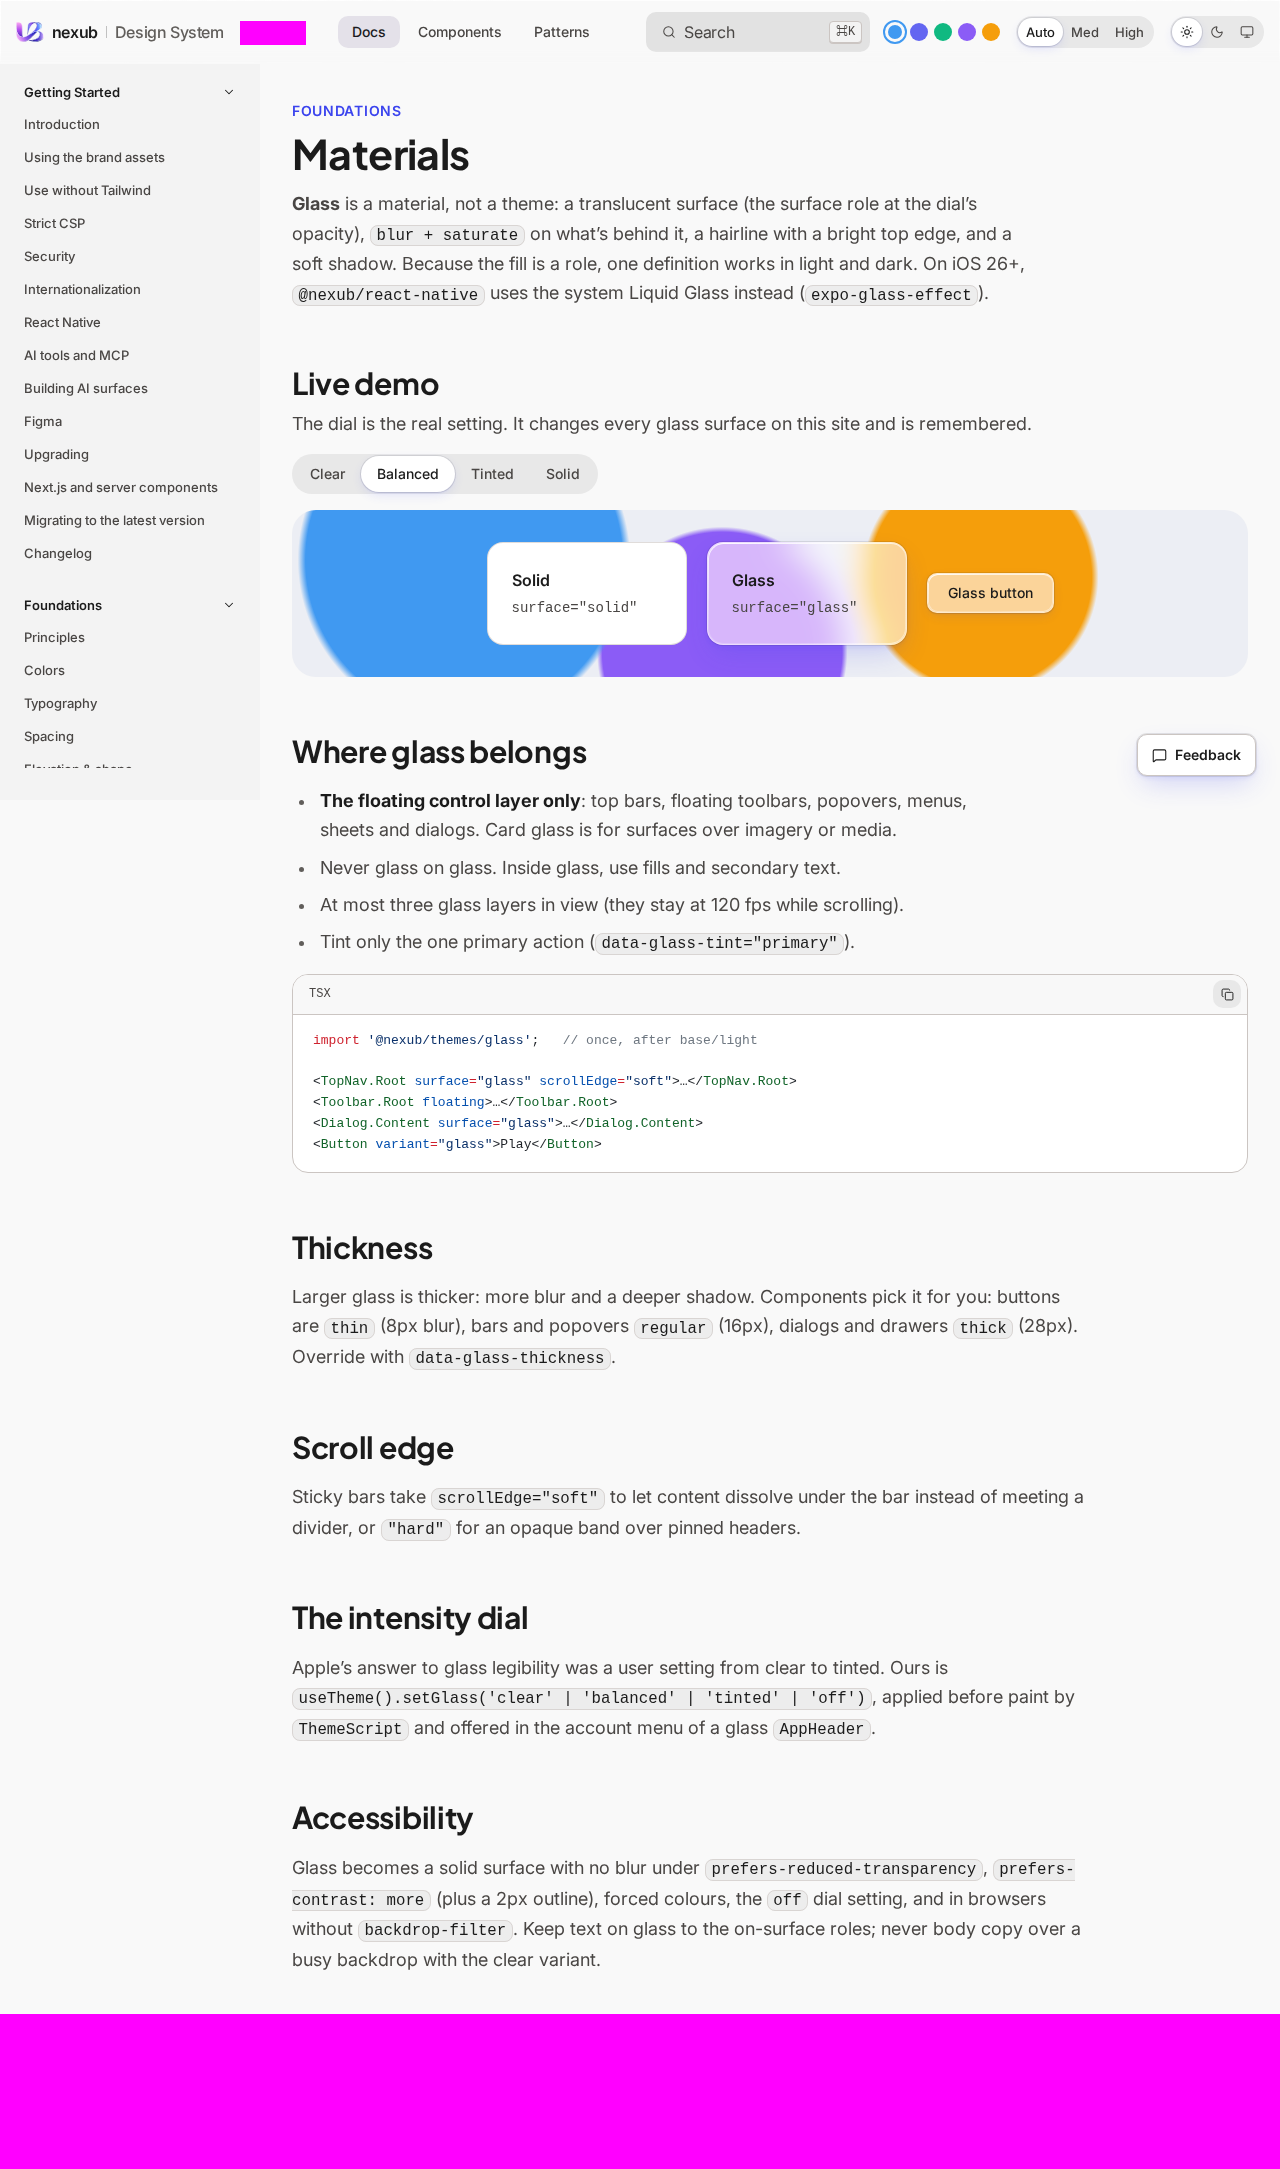 nexub
Design System
Docs
Components
Patterns
Search
⌘K
Auto
Med
High
Getting Started
Introduction
Using the brand assets
Use without Tailwind
Strict CSP
Security
Internationalization
React Native
AI tools and MCP
Building AI surfaces
Figma
Upgrading
Next.js and server components
Migrating to the latest version
Changelog
Foundations
Principles
Colors
Typography
Spacing
Elevation & shape
FOUNDATIONS
Materials
Glass is a material, not a theme: a translucent surface (the surface role at the dial’s
opacity), blur + saturate on what’s behind it, a hairline with a bright top edge, and a
soft shadow. Because the fill is a role, one definition works in light and dark. On iOS 26+,
@nexub/react-native uses the system Liquid Glass instead (expo-glass-effect).
Live demo
The dial is the real setting. It changes every glass surface on this site and is remembered.
Clear
Balanced
Tinted
Solid
Solid
surface="solid"
Glass
surface="glass"
Glass button
Where glass belongs
Feedback
• The floating control layer only: top bars, floating toolbars, popovers, menus,
sheets and dialogs. Card glass is for surfaces over imagery or media.
• Never glass on glass. Inside glass, use fills and secondary text.
• At most three glass layers in view (they stay at 120 fps while scrolling).
• Tint only the one primary action (data-glass-tint="primary").
TSX
import '@nexub/themes/glass';   // once, after base/light
<TopNav.Root surface="glass" scrollEdge="soft">…</TopNav.Root>
<Toolbar.Root floating>…</Toolbar.Root>
<Dialog.Content surface="glass">…</Dialog.Content>
<Button variant="glass">Play</Button>
Thickness
Larger glass is thicker: more blur and a deeper shadow. Components pick it for you: buttons
are thin (8px blur), bars and popovers regular (16px), dialogs and drawers thick (28px).
Override with data-glass-thickness.
Scroll edge
Sticky bars take scrollEdge="soft" to let content dissolve under the bar instead of meeting a
divider, or "hard" for an opaque band over pinned headers.
The intensity dial
Apple’s answer to glass legibility was a user setting from clear to tinted. Ours is
useTheme().setGlass('clear' | 'balanced' | 'tinted' | 'off'), applied before paint by
ThemeScript and offered in the account menu of a glass AppHeader.
Accessibility
Glass becomes a solid surface with no blur under prefers-reduced-transparency, prefers-
contrast: more (plus a 2px outline), forced colours, the off dial setting, and in browsers
without backdrop-filter. Keep text on glass to the on-surface roles; never body copy over a
busy backdrop with the clear variant.